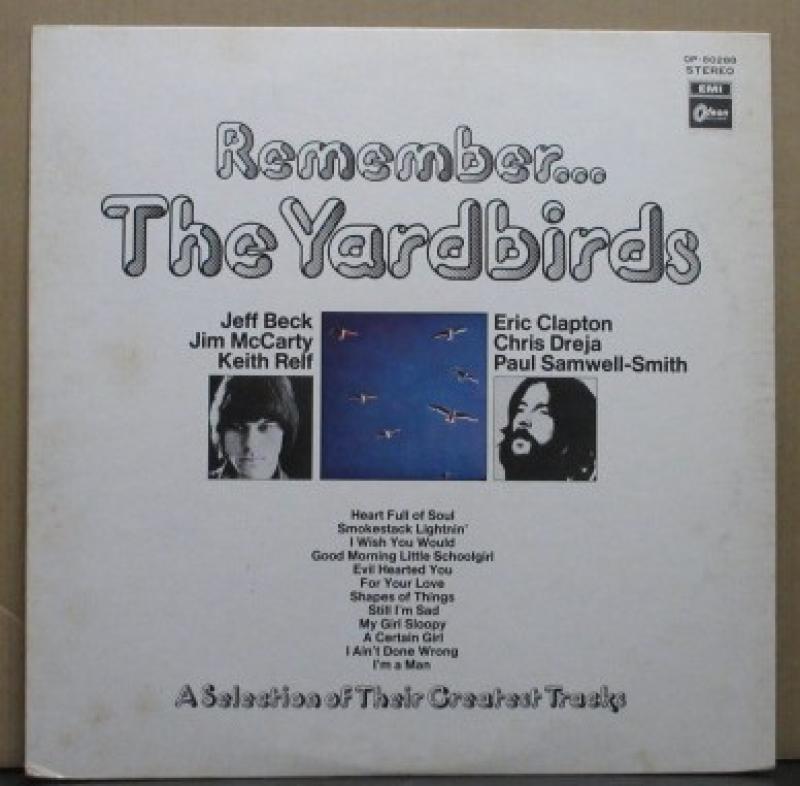 OP-80288
STEREO
EMI
Odeon
Remember...
The Yardbirds
Jeff Beck
Jim McCarty
Keith Relf
Eric Clapton
Chris Dreja
Paul Samwell-Smith
Heart Full of Soul
Smokestack Lightnin'
I Wish You Would
Good Morning Little Schoolgirl
Evil Hearted You
For Your Love
Shapes of Things
Still I'm Sad
My Girl Sloopy
A Certain Girl
I Ain't Done Wrong
I'm a Man
A Selection of Their Greatest Tracks